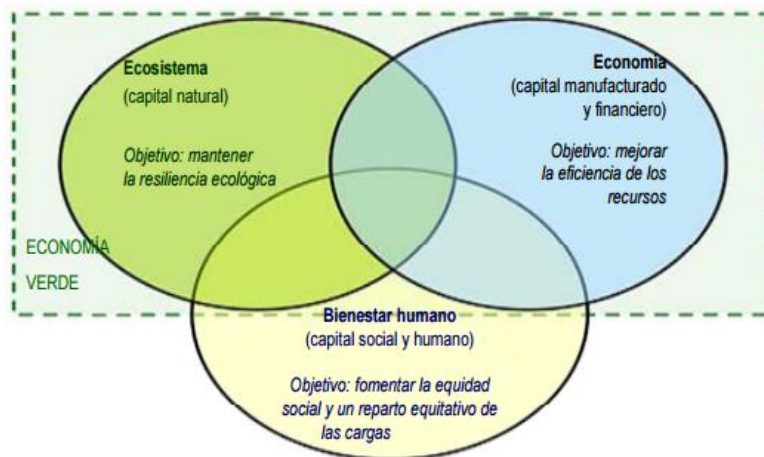 Ecosistema
(capital natural)
Objetivo: mantener
la resiliencia ecológica
Economía
(capital manufacturado
y financiero)
Objetivo: mejorar
la eficiencia de los
recursos
ECONOMÍA
VERDE
Bienestar humano
(capital social y humano)
Objetivo: fomentar la equidad
social y un reparto equitativo de
las cargas